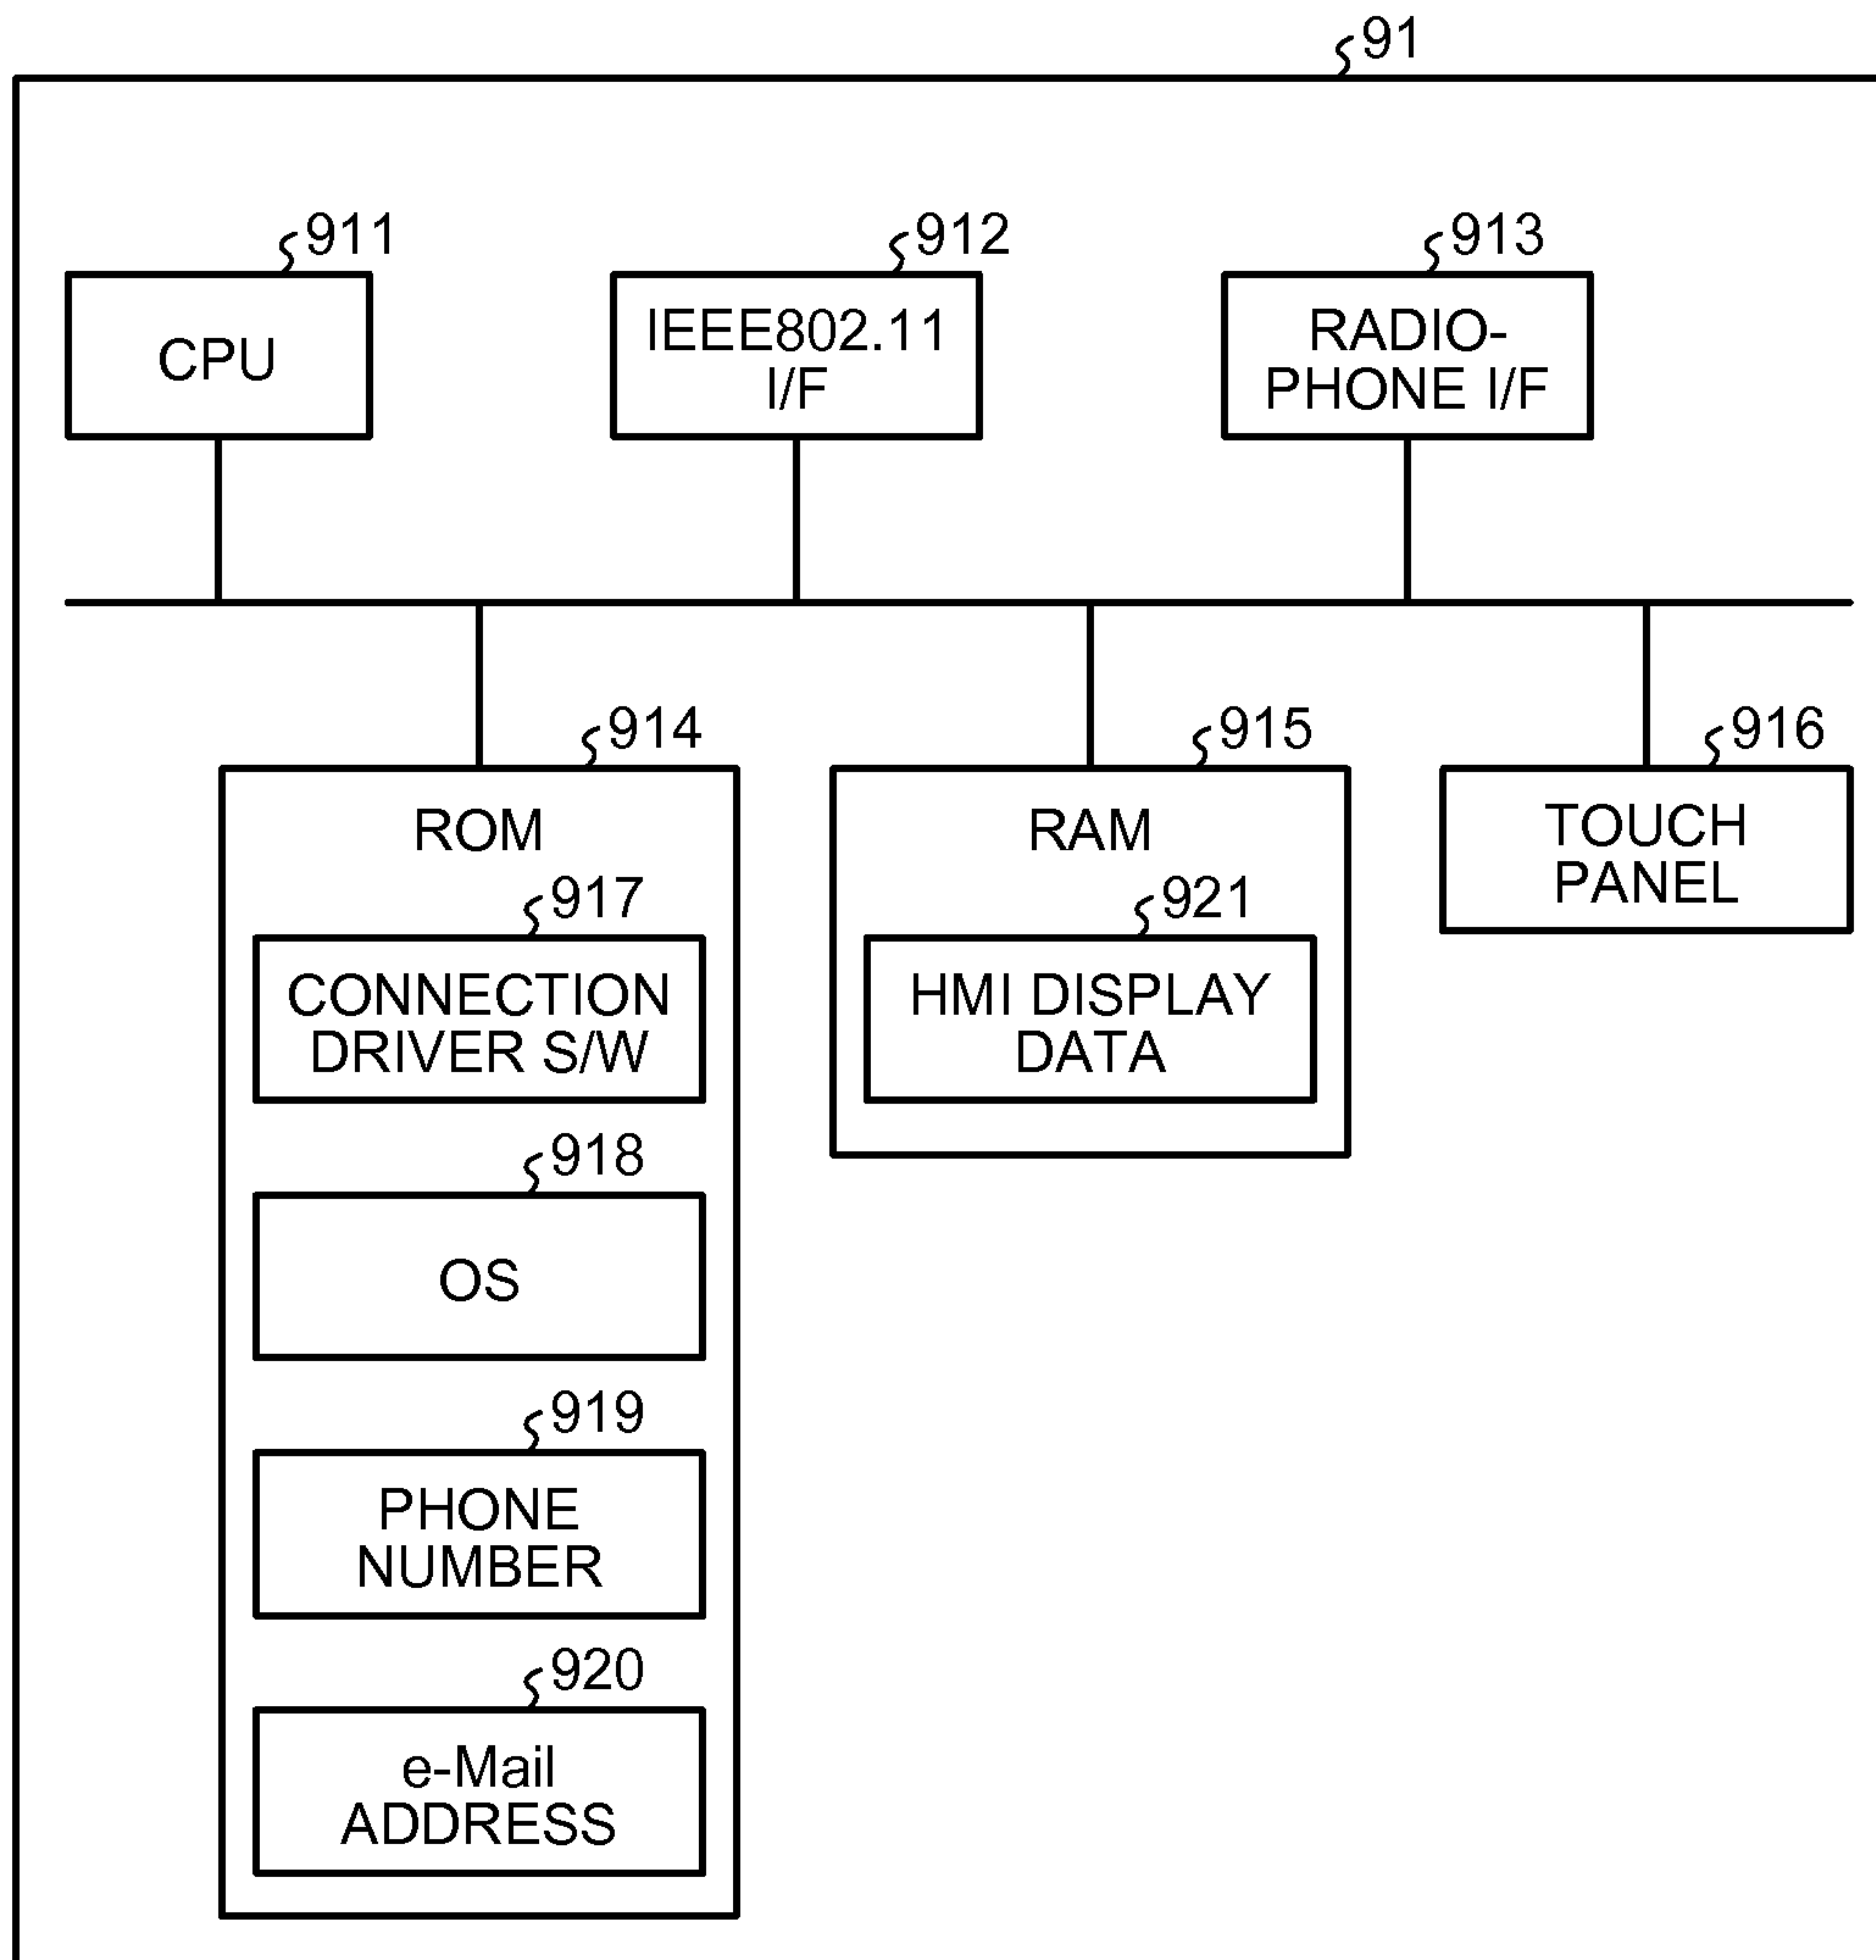 91
911
CPU
912
IEEE802.11
I/F
913
RADIO-
PHONE I/F
914
ROM
917
CONNECTION
DRIVER S/W
918
OS
919
PHONE
NUMBER
920
e-Mail
ADDRESS
915
RAM
921
HMI DISPLAY
DATA
916
TOUCH
PANEL